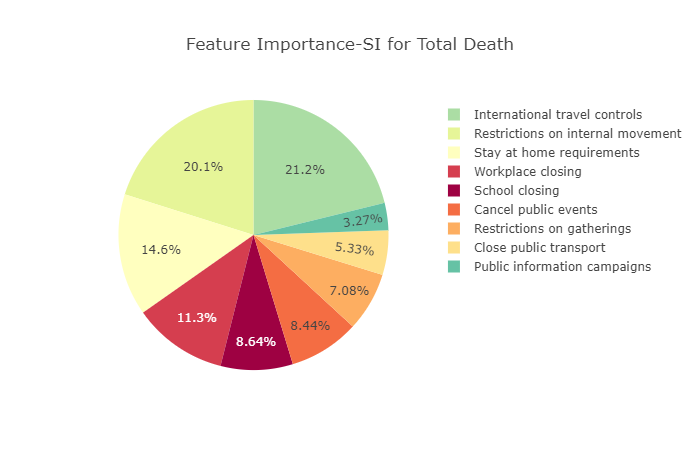 Feature Importance-SI for Total Death
International travel controls
Restrictions on internal movement
Stay at home requirements
Workplace closing
School closing
Cancel public events
Restrictions on gatherings
Close public transport
Public information campaigns
20.1%
21.2%
3.27%
5.33%
14.6%
7.08%
11.3%
8.44%
8.64%